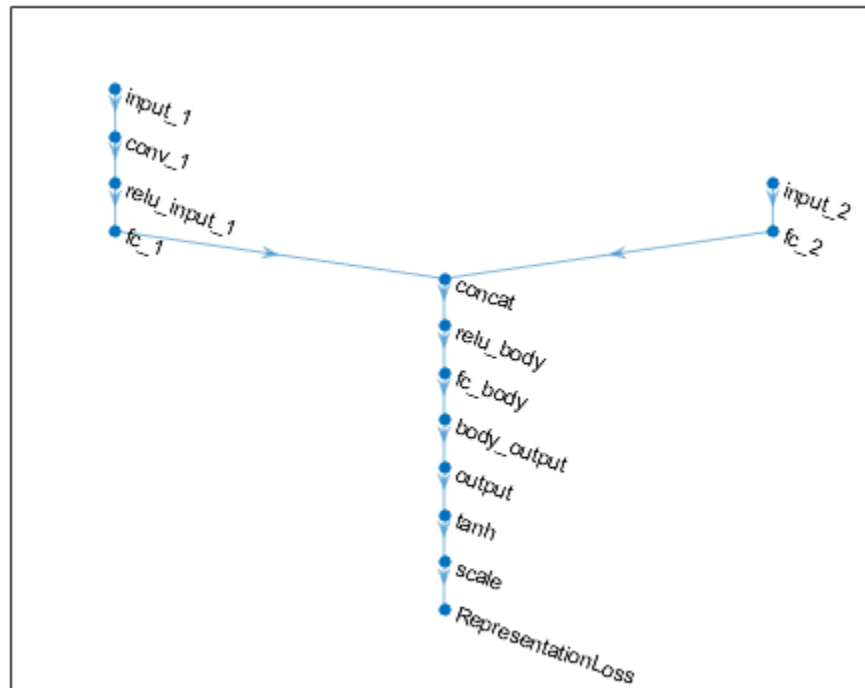 input_1
conv_1
relu_input_1
fc_1
input_2
fc_2
concat
relu_body
fc_body
body_output
output
tanh
scale
RepresentationLoss